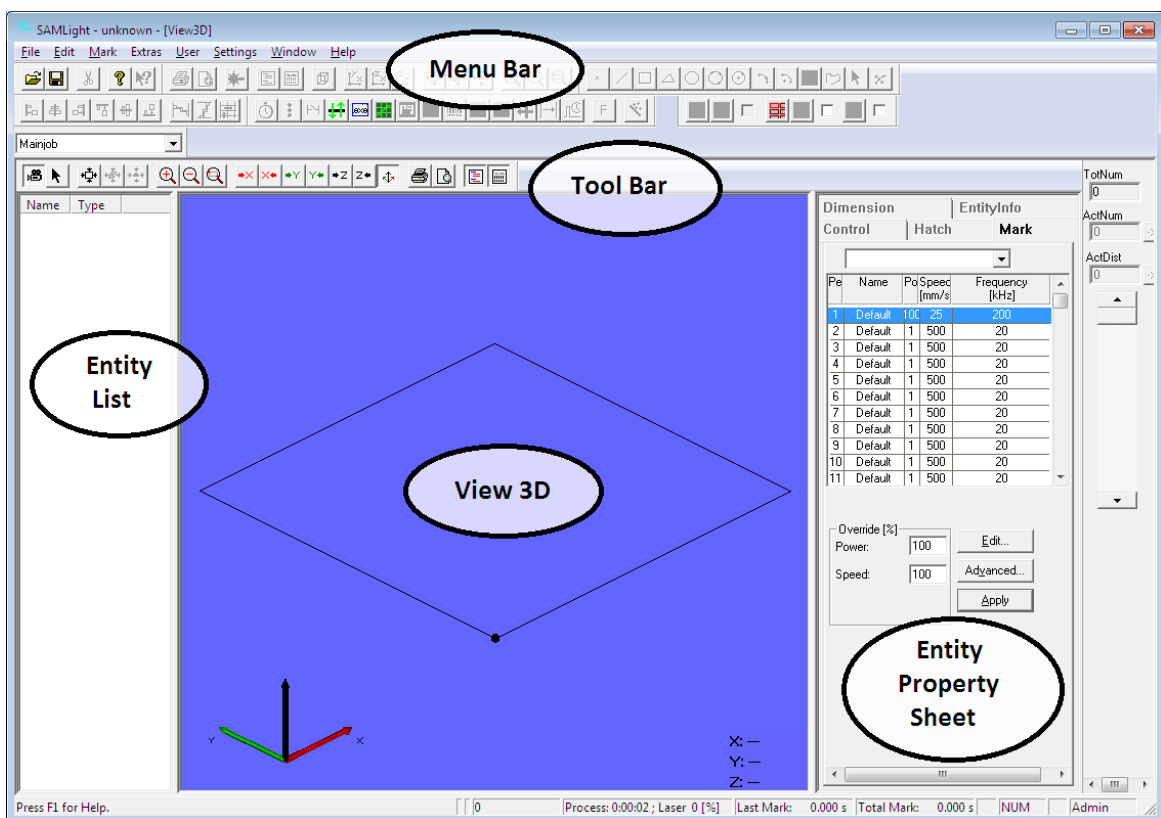 SAMLight - unknown - [View3D]
File Edit Mark Extras User Settings Window Help
Menu Bar
Mainjob
Tool Bar
TotNum
0
ActNum
0
ActDist
0
Name Type
Entity
List
View 3D
Y
X
X: —
Y: —
Z: —
Dimension EntityInfo
Control Hatch Mark
Pe Name Po Speed Frequency
[mm/s [kHz]
1 Default 100 25 200
2 Default 1 500 20
3 Default 1 500 20
4 Default 1 500 20
5 Default 1 500 20
6 Default 1 500 20
7 Default 1 500 20
8 Default 1 500 20
9 Default 1 500 20
10 Default 1 500 20
11 Default 1 500 20
Override [%]
Power: 100 Edit...
Speed: 100 Advanced...
Apply
Entity
Property
Sheet
Press F1 for Help. 0 Process: 0:00:02 ; Laser 0 [%] Last Mark: 0.000 s Total Mark: 0.000 s NUM Admin